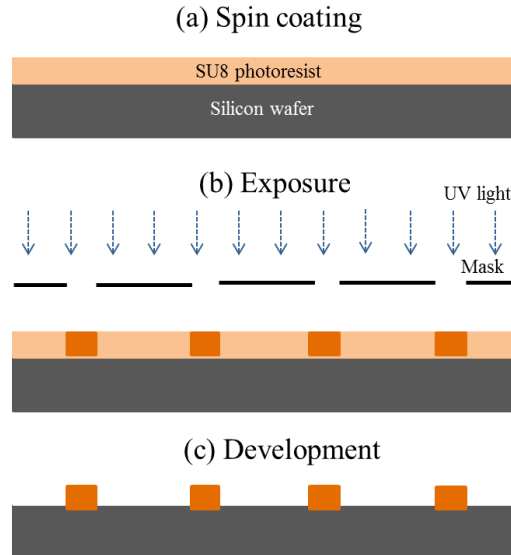 (a) Spin coating
SU8 photoresist
Silicon wafer
(b) Exposure
UV light
Mask
(c) Development